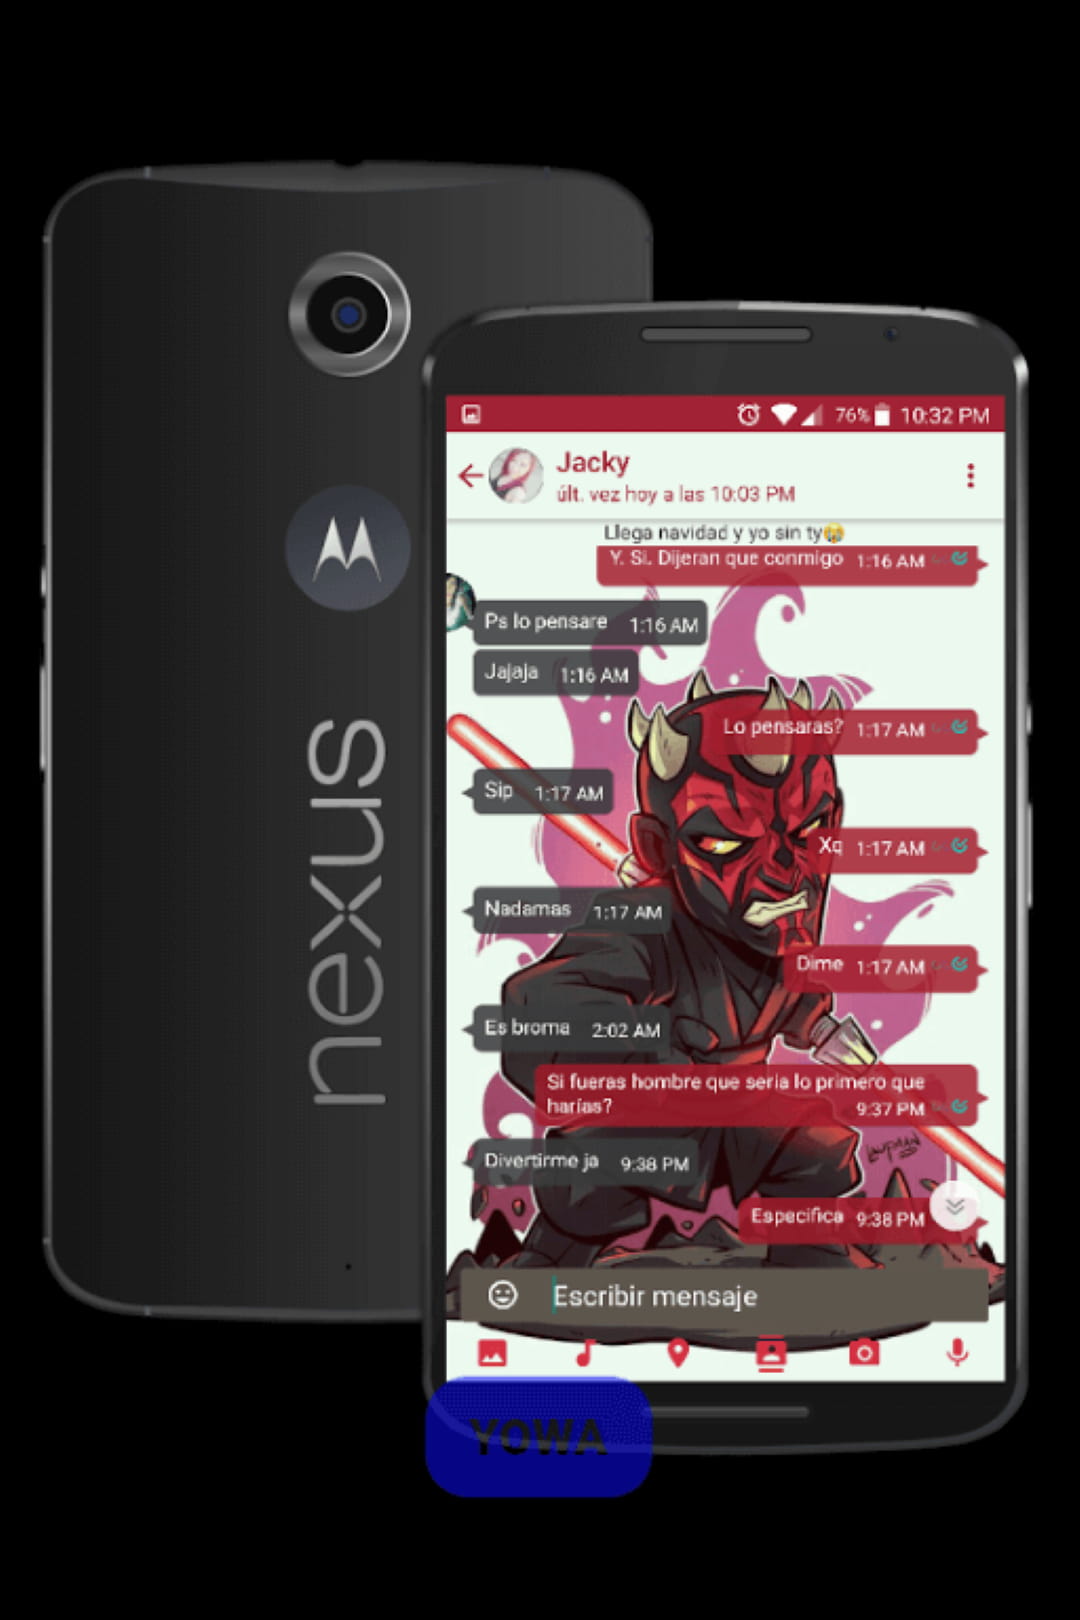 nexus
76% 10:32 PM
Jacky
últ. vez hoy a las 10:03 PM
Llega navidad y yo sin ty😭
Y. Si. Dijeran que conmigo 1:16 AM
Ps lo pensare 1:16 AM
Jajaja 1:16 AM
Lo pensaras? 1:17 AM
Sip 1:17 AM
Xq 1:17 AM
Nadamas 1:17 AM
Dime 1:17 AM
Es broma 2:02 AM
Si fueras hombre que seria lo primero que
harías? 9:37 PM
Divertirme ja 9:38 PM
Especifica 9:38 PM
Escribir mensaje
YOWA